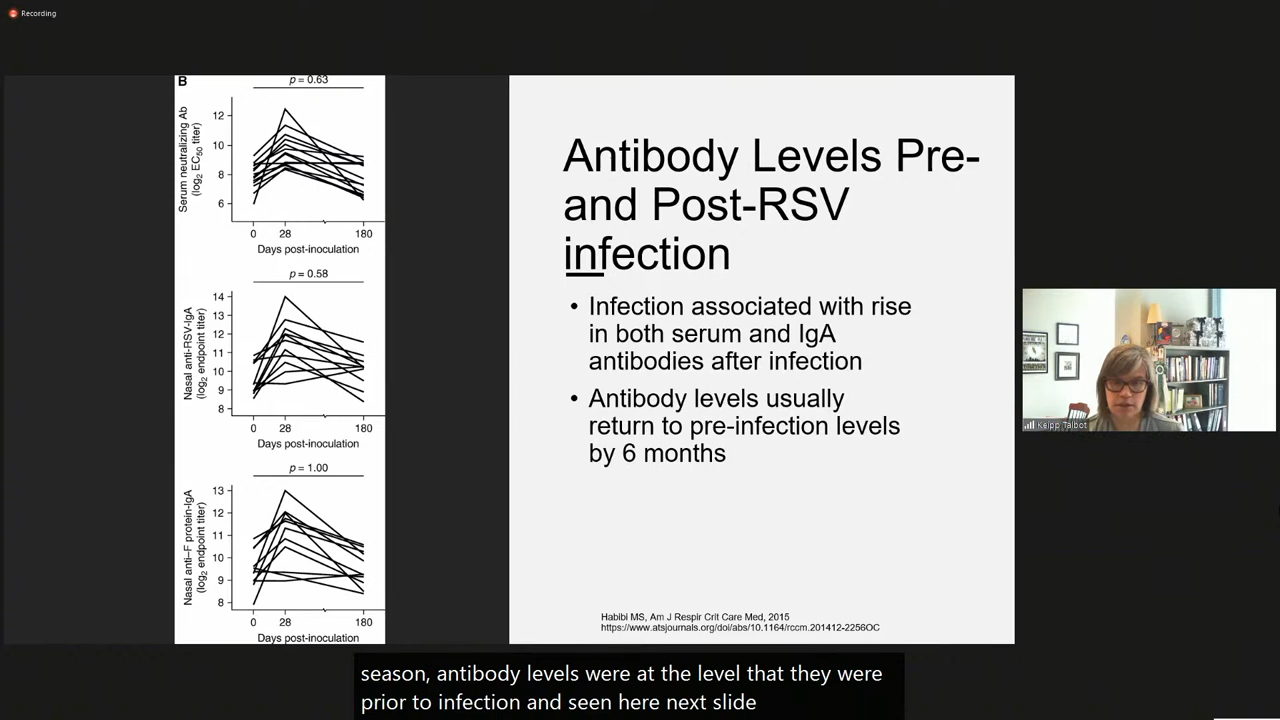 Recording
B
p = 0.63
Serum neutralizing Ab
(log2 EC50 titer)
12
10
8
6
0 28 180
Days post-inoculation
p = 0.58
Nasal anti-RSV-IgA
(log2 endpoint titer)
14
13
12
11
10
9
8
0 28 180
Days post-inoculation
p = 1.00
Nasal anti–F protein-IgA
(log2 endpoint titer)
13
12
11
10
9
8
0 28 180
Days post-inoculation
Antibody Levels Pre-
and Post-RSV
infection
• Infection associated with rise
in both serum and IgA
antibodies after infection
• Antibody levels usually
return to pre-infection levels
by 6 months
Habibi MS, Am J Respir Crit Care Med, 2015
https://www.atsjournals.org/doi/abs/10.1164/rccm.201412-2256OC
Keipp Talbot
season, antibody levels were at the level that they were
prior to infection and seen here next slide